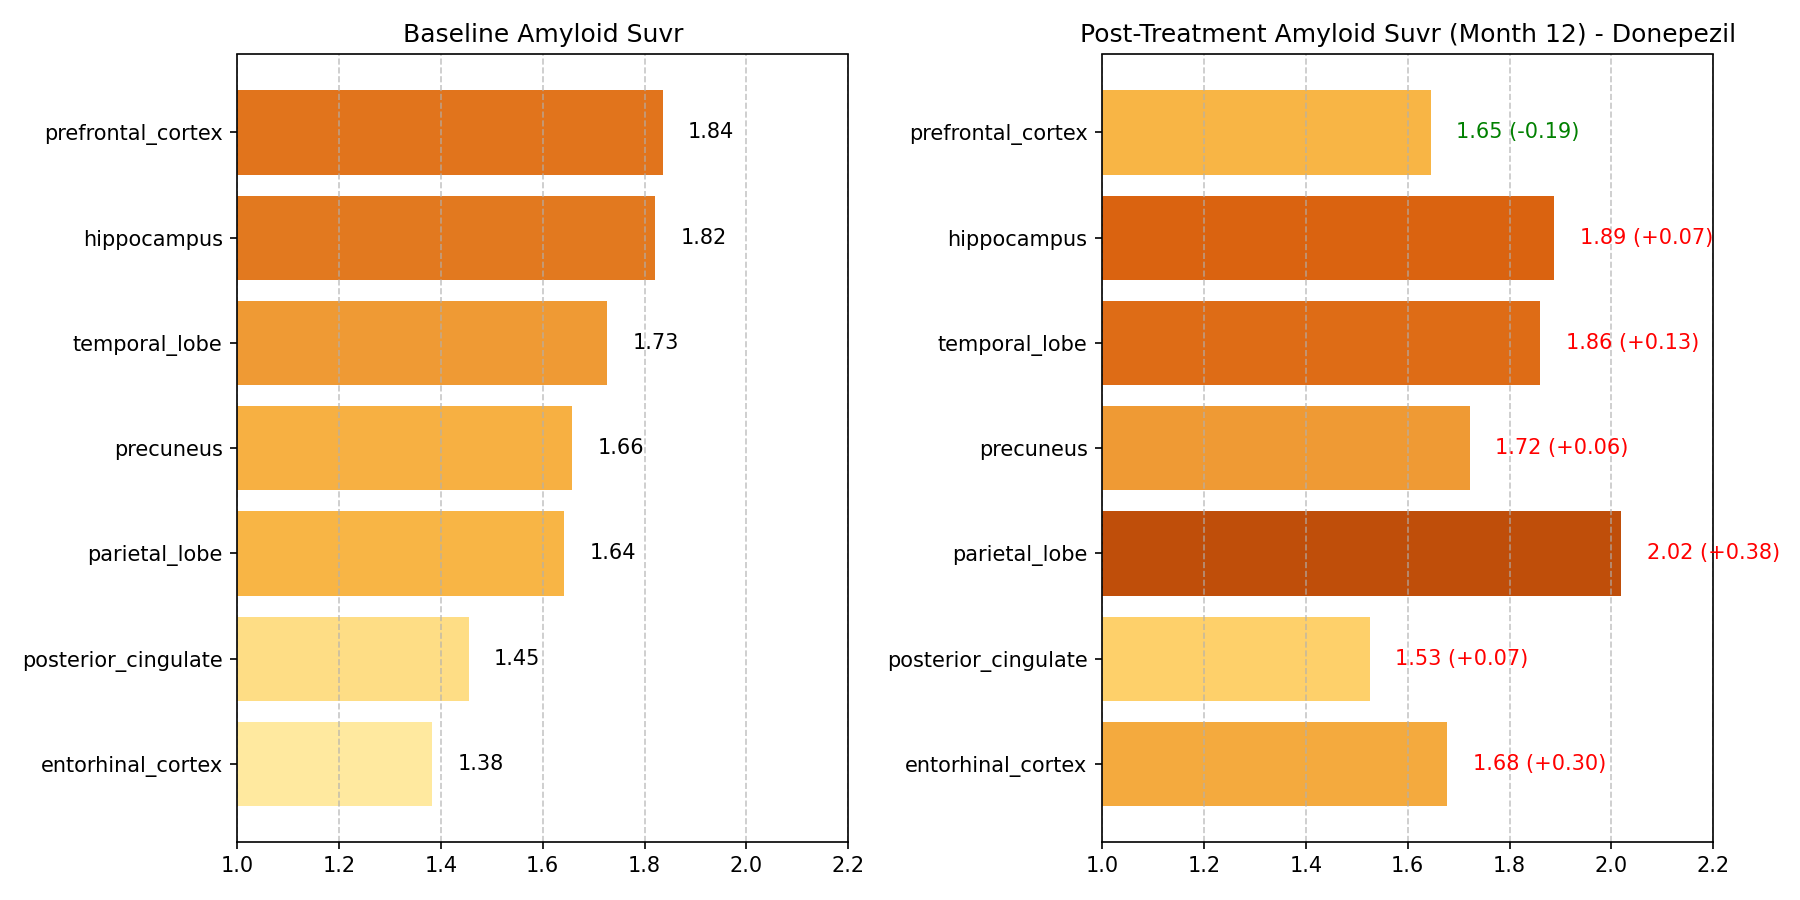 Baseline Amyloid Suvr
prefrontal_cortex 1.84
hippocampus 1.82
temporal_lobe 1.73
precuneus 1.66
parietal_lobe 1.64
posterior_cingulate 1.45
entorhinal_cortex 1.38
1.0 1.2 1.4 1.6 1.8 2.0 2.2
Post-Treatment Amyloid Suvr (Month 12) - Donepezil
prefrontal_cortex 1.65 (-0.19)
hippocampus 1.89 (+0.07)
temporal_lobe 1.86 (+0.13)
precuneus 1.72 (+0.06)
parietal_lobe 2.02 (+0.38)
posterior_cingulate 1.53 (+0.07)
entorhinal_cortex 1.68 (+0.30)
1.0 1.2 1.4 1.6 1.8 2.0 2.2